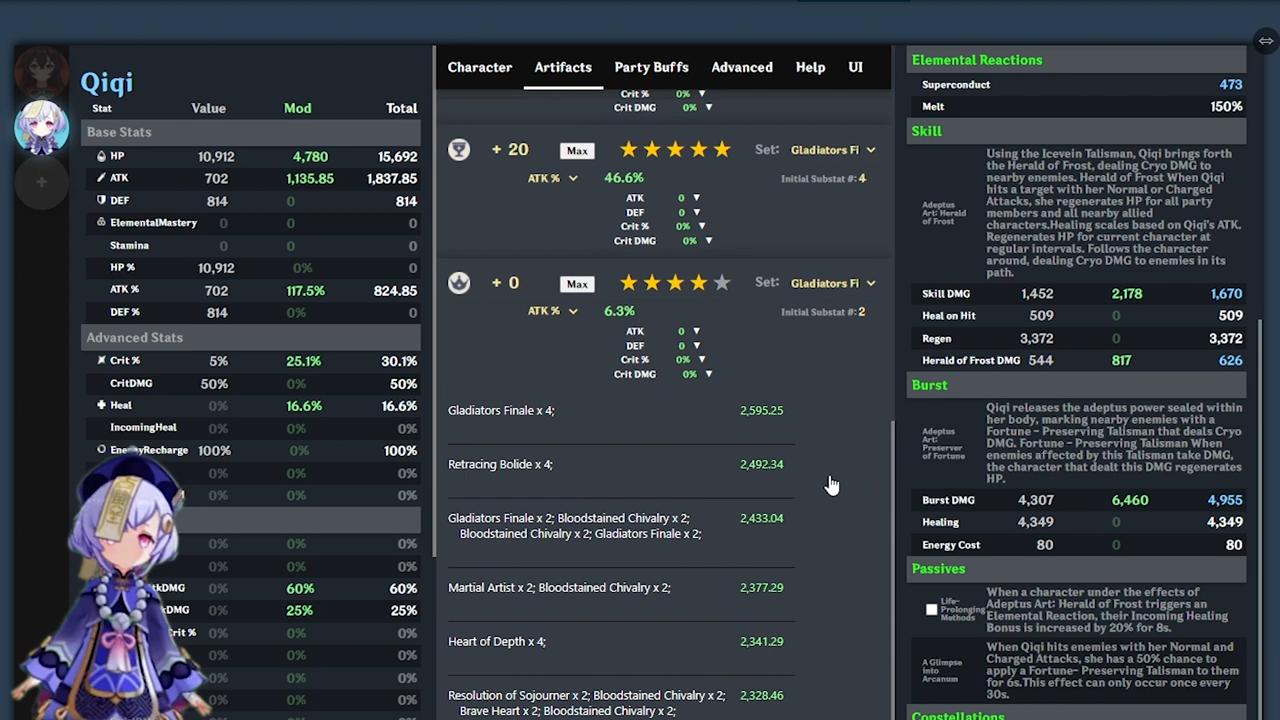 Qiqi
Stat Value Mod Total
Base Stats
HP 10,912 4,780 15,692
ATK 702 1,135.85 1,837.85
DEF 814 0 814
ElementalMastery 0 0 0
Stamina 0 0 0
HP % 10,912 0% 0
ATK % 702 117.5% 824.85
DEF % 814 0% 0
Advanced Stats
Crit % 5% 25.1% 30.1%
CritDMG 50% 0% 50%
Heal 0% 16.6% 16.6%
IncomingHeal 0% 0% 0%
EnergyRecharge 100% 0% 100%
0% 0% 0%
0% 0% 0%
0% 0% 0%
0% 0% 0%
tkDMG 0% 60% 60%
kDMG 0% 25% 25%
Crit % 0% 0% 0%
0% 0% 0%
0% 0% 0%
0% 0% 0%
Character Artifacts Party Buffs Advanced Help UI
Crit % 0%
Crit DMG 0%
+ 20 Max Set: Gladiators Fi
ATK % 46.6% Initial Substat #: 4
ATK 0
DEF 0
Crit % 0%
Crit DMG 0%
+ 0 Max Set: Gladiators Fi
ATK % 6.3% Initial Substat #: 2
ATK 0
DEF 0
Crit % 0%
Crit DMG 0%
Gladiators Finale x 4; 2,595.25
Retracing Bolide x 4; 2,492.34
Gladiators Finale x 2; Bloodstained Chivalry x 2; 2,433.04
Bloodstained Chivalry x 2; Gladiators Finale x 2;
Martial Artist x 2; Bloodstained Chivalry x 2; 2,377.29
Heart of Depth x 4; 2,341.29
Resolution of Sojourner x 2; Bloodstained Chivalry x 2; 2,328.46
Brave Heart x 2; Bloodstained Chivalry x 2;
Elemental Reactions
Superconduct 473
Melt 150%
Skill
Adeptus
Art: Herald
of Frost
Using the Icevein Talisman, Qiqi brings forth
the Herald of Frost, dealing Cryo DMG to
nearby enemies. Herald of Frost When Qiqi
hits a target with her Normal or Charged
Attacks, she regenerates HP for all party
members and all nearby allied
characters.Healing scales based on Qiqi's ATK.
Regenerates HP for current character at
regular intervals. Follows the character
around, dealing Cryo DMG to enemies in its
path.
Skill DMG 1,452 2,178 1,670
Heal on Hit 509 0 509
Regen 3,372 0 3,372
Herald of Frost DMG 544 817 626
Burst
Adeptus
Art:
Preserver
of Fortune
Qiqi releases the adeptus power sealed within
her body, marking nearby enemies with a
Fortune - Preserving Talisman that deals Cryo
DMG. Fortune - Preserving Talisman When
enemies affected by this Talisman take DMG,
the character that dealt this DMG regenerates
HP.
Burst DMG 4,307 6,460 4,955
Healing 4,349 0 4,349
Energy Cost 80 0 80
Passives
Life-
Prolonging
Methods
When a character under the effects of
Adeptus Art: Herald of Frost triggers an
Elemental Reaction, their Incoming Healing
Bonus is increased by 20% for 8s.
A Glimpse
into
Arcanum
When Qiqi hits enemies with her Normal and
Charged Attacks, she has a 50% chance to
apply a Fortune- Preserving Talisman to them
for 6s.This effect can only occur once every
30s.
Constellations